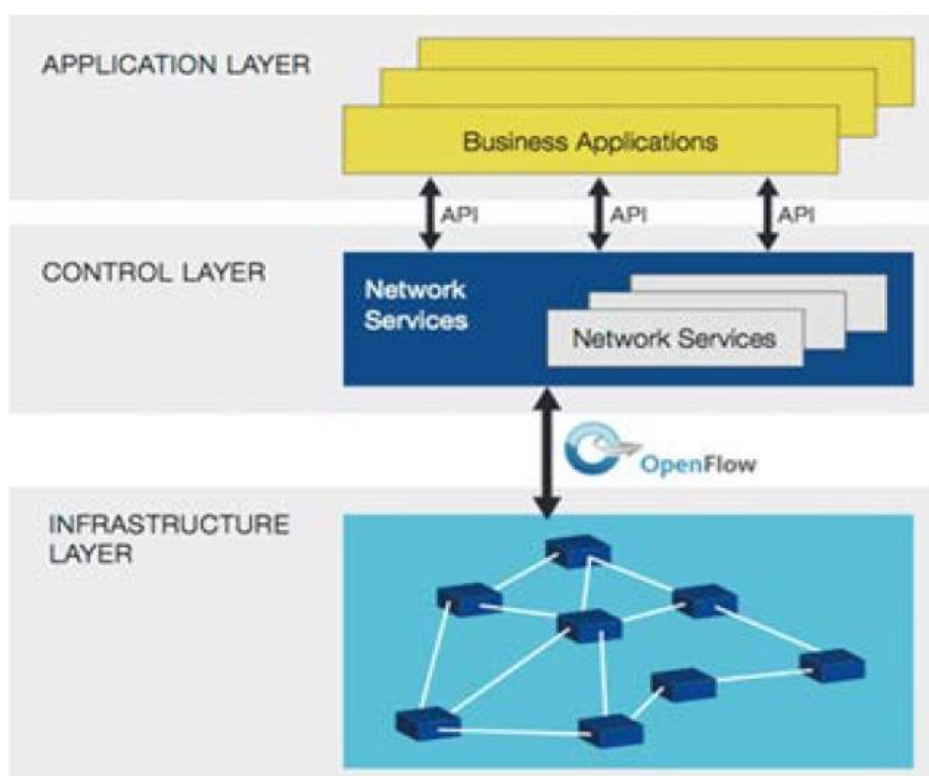 APPLICATION LAYER
Business Applications
API
API
API
CONTROL LAYER
Network
Services
Network Services
OpenFlow
INFRASTRUCTURE
LAYER